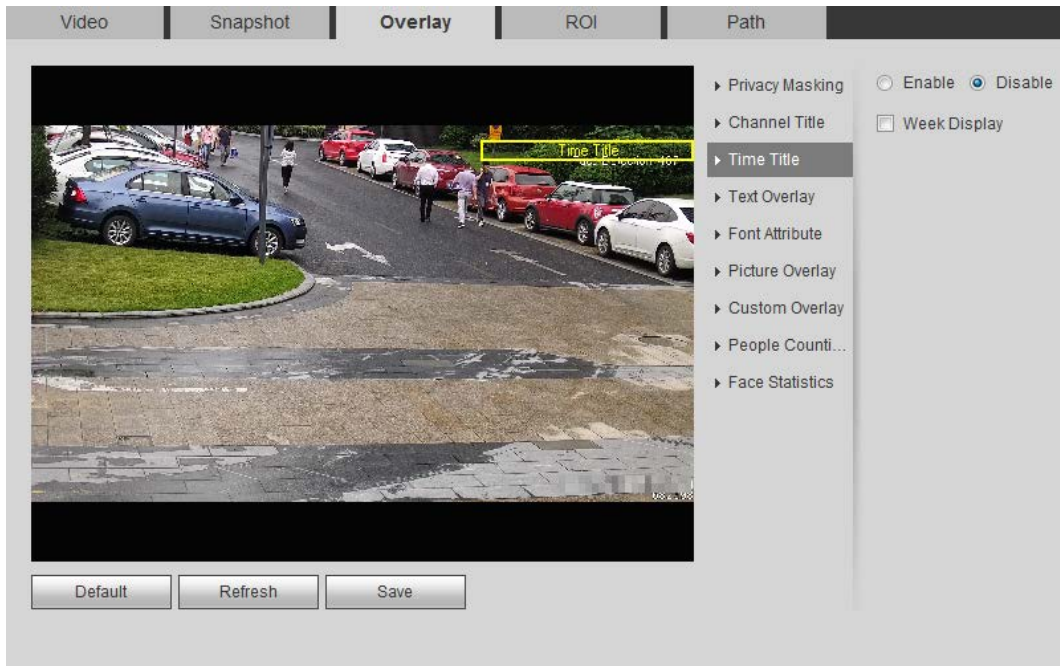 Video
Snapshot
Overlay
ROI
Path
Privacy Masking
Enable
Disable
Channel Title
Week Display
Time Title
Time Title
Text Overlay
Font Attribute
Picture Overlay
Custom Overlay
People Counti...
Face Statistics
Default
Refresh
Save